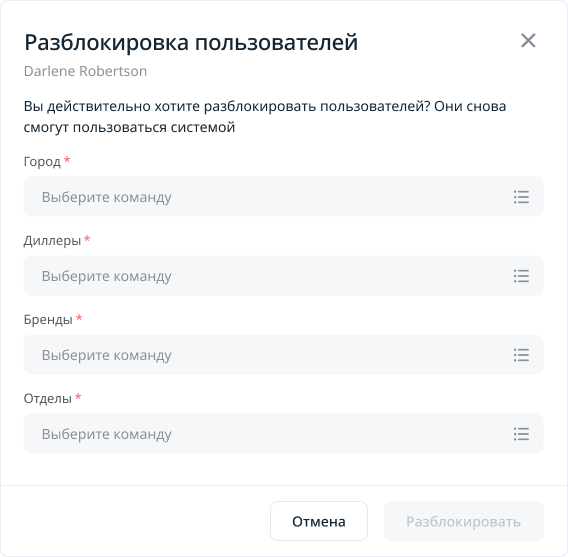 Разблокировка пользователей
Darlene Robertson
Вы действительно хотите разблокировать пользователей? Они снова
смогут пользоваться системой
Город *
Выберите команду
Диллеры *
Выберите команду
Бренды *
Выберите команду
Отделы *
Выберите команду
Отмена
Разблокировать